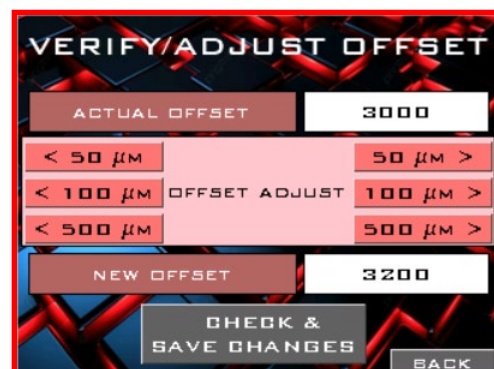 VERIFY/ADJUST OFFSET
ACTUAL OFFSET 3000
< 50 µM 50 µM >
< 100 µM OFFSET ADJUST 100 µM >
< 500 µM 500 µM >
NEW OFFSET 3200
CHECK &
SAVE CHANGES
BACK